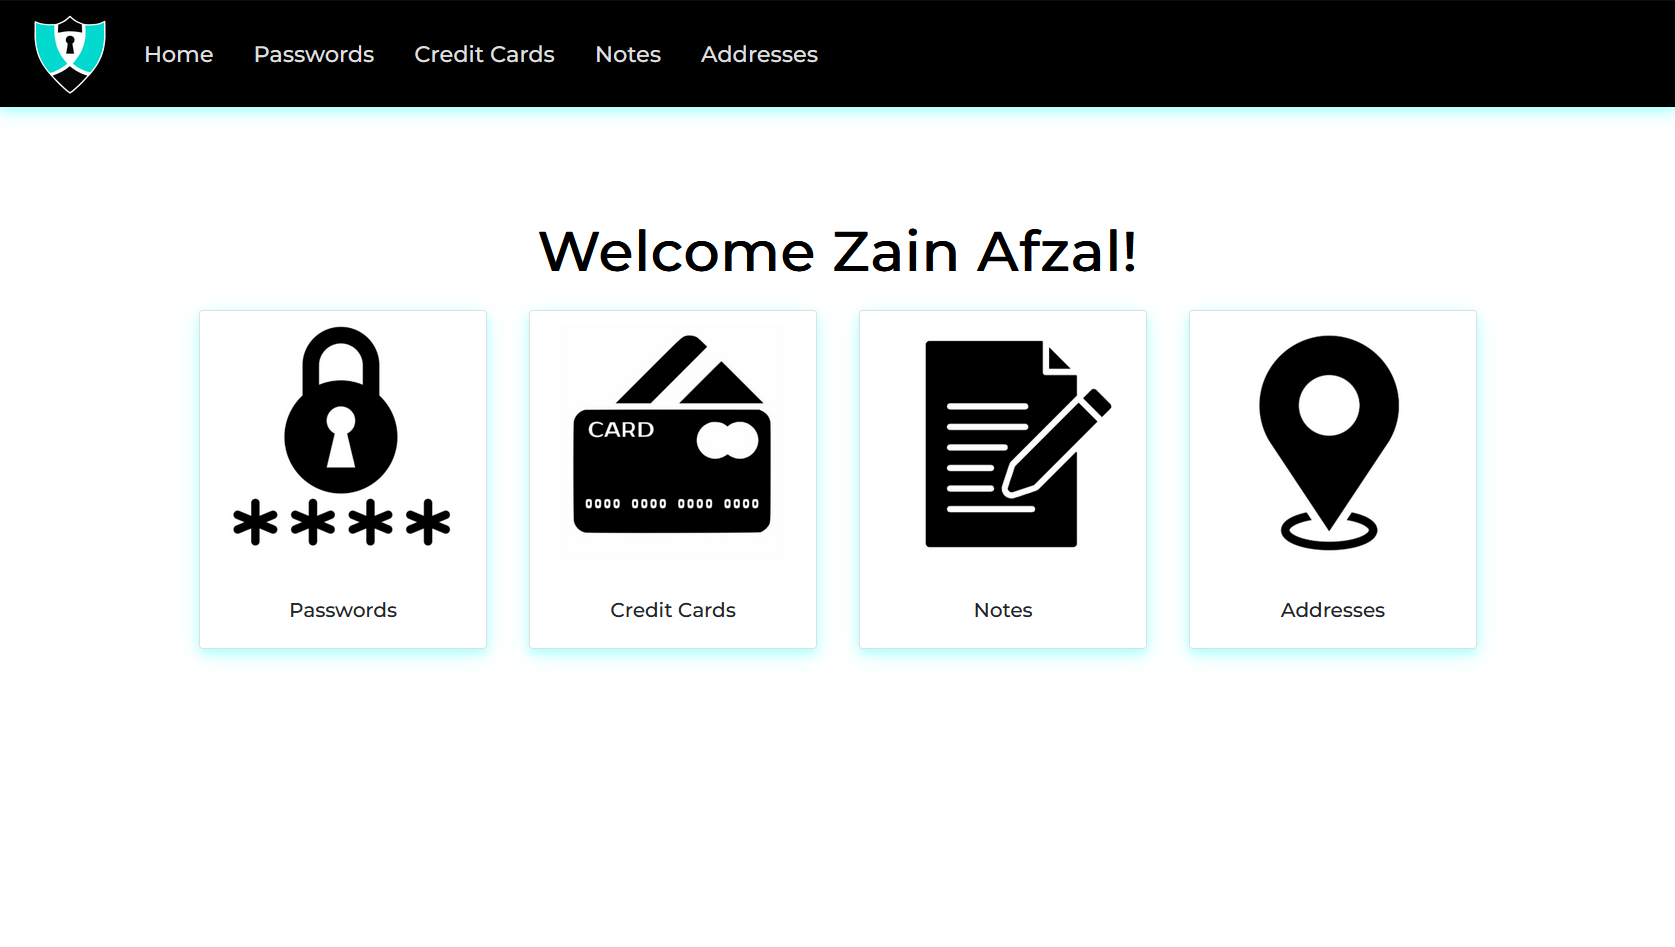 Home Passwords Credit Cards Notes Addresses
Welcome Zain Afzal!
CARD
0000 0000 0000 0000
****
Passwords
Credit Cards
Notes
Addresses